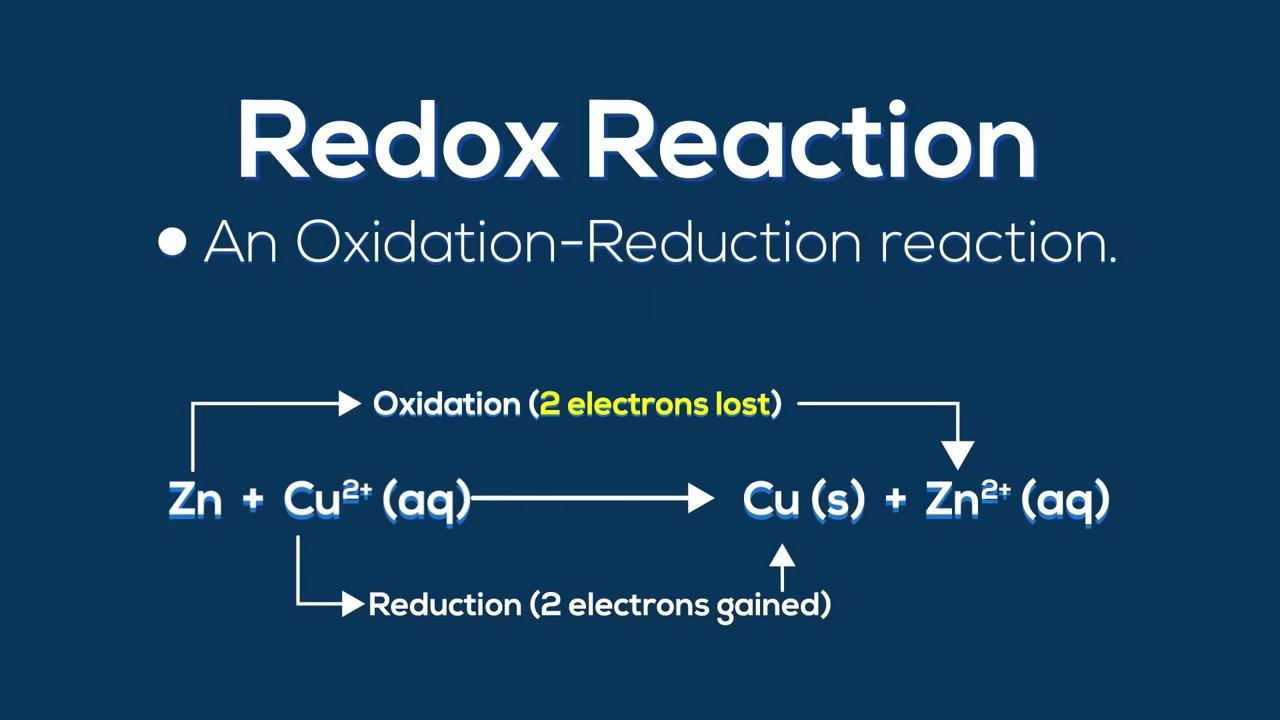 Redox Reaction
● An Oxidation-Reduction reaction.
Oxidation (2 electrons lost)
Zn + Cu²⁺ (aq) → Cu (s) + Zn²⁺ (aq)
Reduction (2 electrons gained)